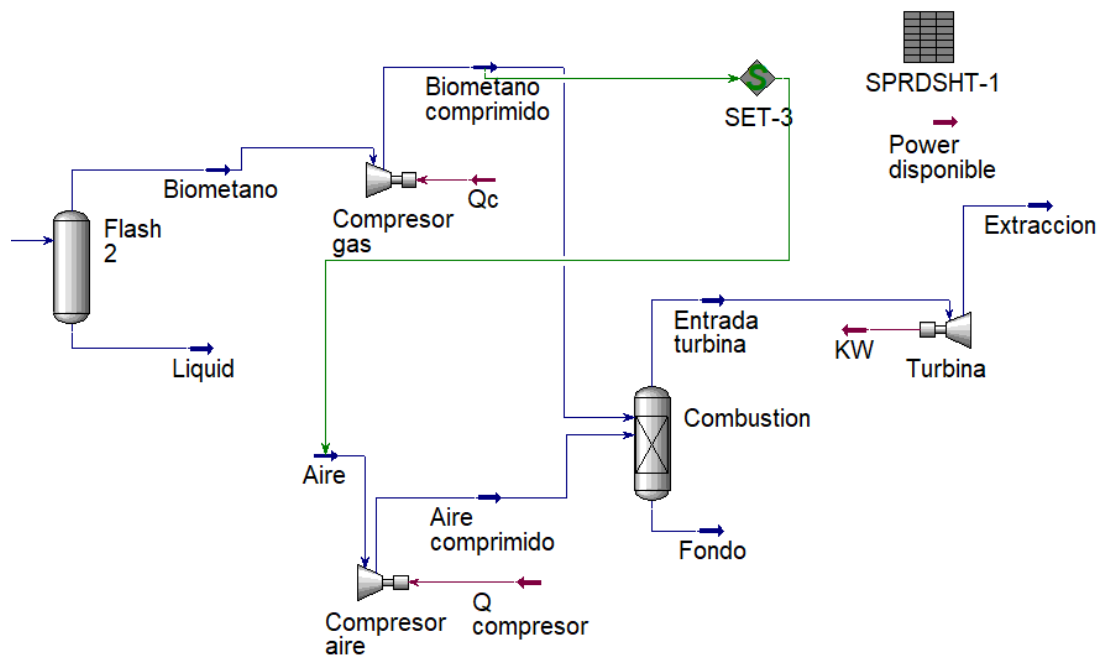 SPRDSHT-1
Biometano
comprimido
SET-3
Power
disponible
Biometano
Qc
Compresor
gas
Flash
2
Extraccion
Liquid
Entrada
turbina
KW
Turbina
Combustion
Aire
Aire
comprimido
Fondo
Q
compresor
Compresor
aire
S